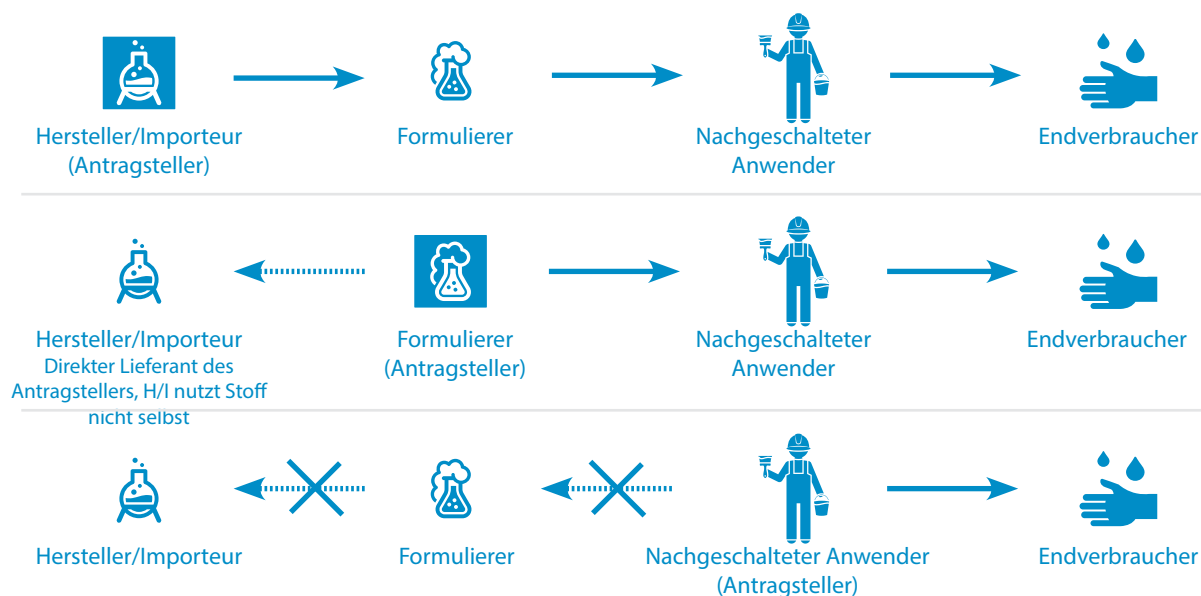 Hersteller/Importeur
(Antragsteller)
Formulierer
Nachgeschalteter
Anwender
Endverbraucher
Hersteller/Importeur
Direkter Lieferant des
Antragstellers, H/I nutzt Stoff
nicht selbst
Formulierer
(Antragsteller)
Nachgeschalteter
Anwender
Endverbraucher
Hersteller/Importeur
Formulierer
Nachgeschalteter Anwender
(Antragsteller)
Endverbraucher